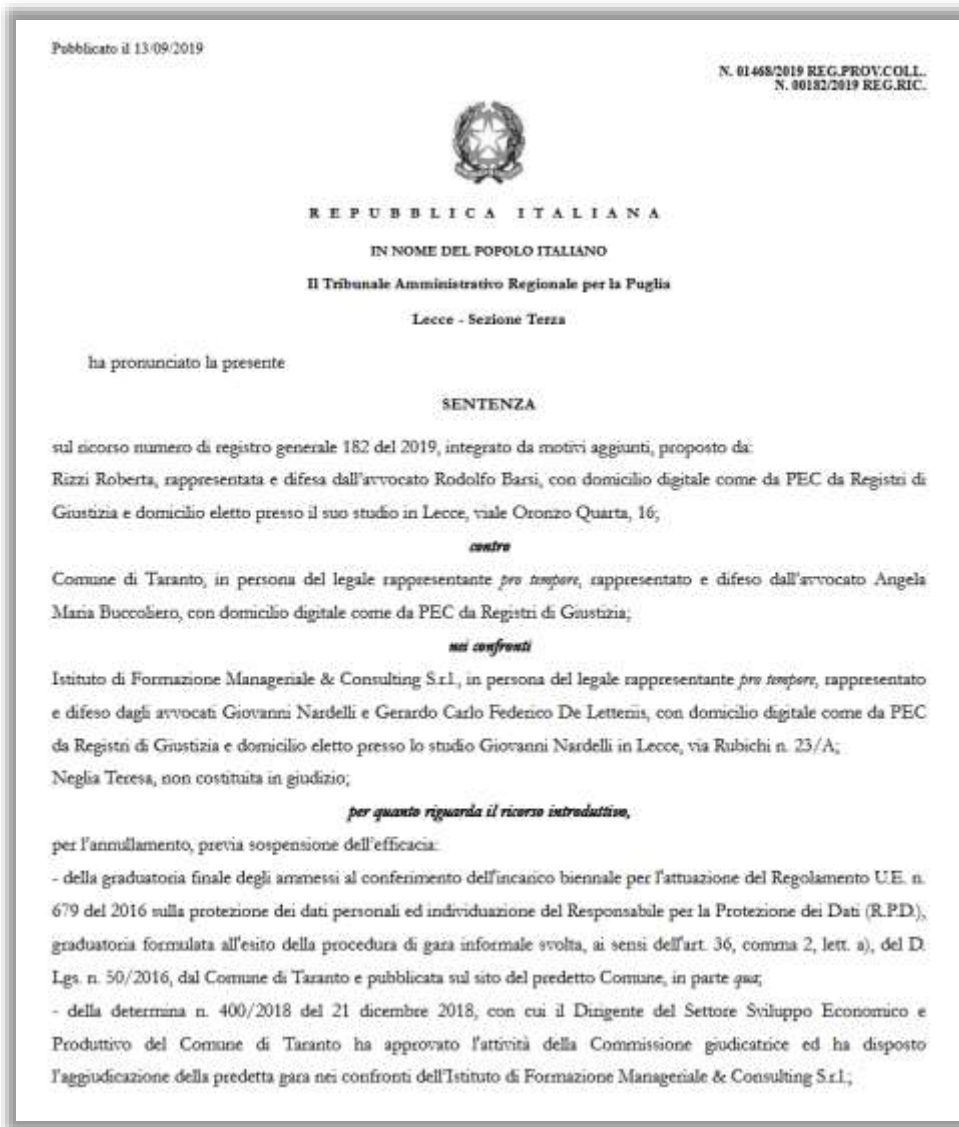 Pubblicato il 13/09/2019
N. 01468/2019 REG.PROV.COLL.
N. 00182/2019 REG.RIC.
R E P U B B L I C A   I T A L I A N A
IN NOME DEL POPOLO ITALIANO
Il Tribunale Amministrativo Regionale per la Puglia
Lecce - Sezione Terza
ha pronunciato la presente
SENTENZA
sul ricorso numero di registro generale 182 del 2019, integrato da motivi aggiunti, proposto da:
Rizzi Roberta, rappresentata e difesa dall'avvocato Rodolfo Barsi, con domicilio digitale come da PEC da Registri di
Giustizia e domicilio eletto presso il suo studio in Lecce, viale Oronzo Quarta, 16;
contro
Comune di Taranto, in persona del legale rappresentante pro tempore, rappresentato e difeso dall'avvocato Angela
Maria Buccoliero, con domicilio digitale come da PEC da Registri di Giustizia;
nei confronti
Istituto di Formazione Manageriale & Consulting S.r.l., in persona del legale rappresentante pro tempore, rappresentato
e difeso dagli avvocati Giovanni Nardelli e Gerardo Carlo Federico De Letteriis, con domicilio digitale come da PEC
da Registri di Giustizia e domicilio eletto presso lo studio Giovanni Nardelli in Lecce, via Rubichi n. 23/A;
Neglia Teresa, non costituita in giudizio;
per quanto riguarda il ricorso introduttivo,
per l'annullamento, previa sospensione dell'efficacia:
- della graduatoria finale degli ammessi al conferimento dell'incarico biennale per l'attuazione del Regolamento U.E. n.
679 del 2016 sulla protezione dei dati personali ed individuazione del Responsabile per la Protezione dei Dati (R.P.D.),
graduatoria formulata all'esito della procedura di gara informale svolta, ai sensi dell'art. 36, comma 2, lett. a), del D.
Lgs. n. 50/2016, dal Comune di Taranto e pubblicata sul sito del predetto Comune, in parte qua;
- della determina n. 400/2018 del 21 dicembre 2018, con cui il Dirigente del Settore Sviluppo Economico e
Produttivo del Comune di Taranto ha approvato l'attività della Commissione giudicatrice ed ha disposto
l'aggiudicazione della predetta gara nei confronti dell'Istituto di Formazione Manageriale & Consulting S.r.l.;